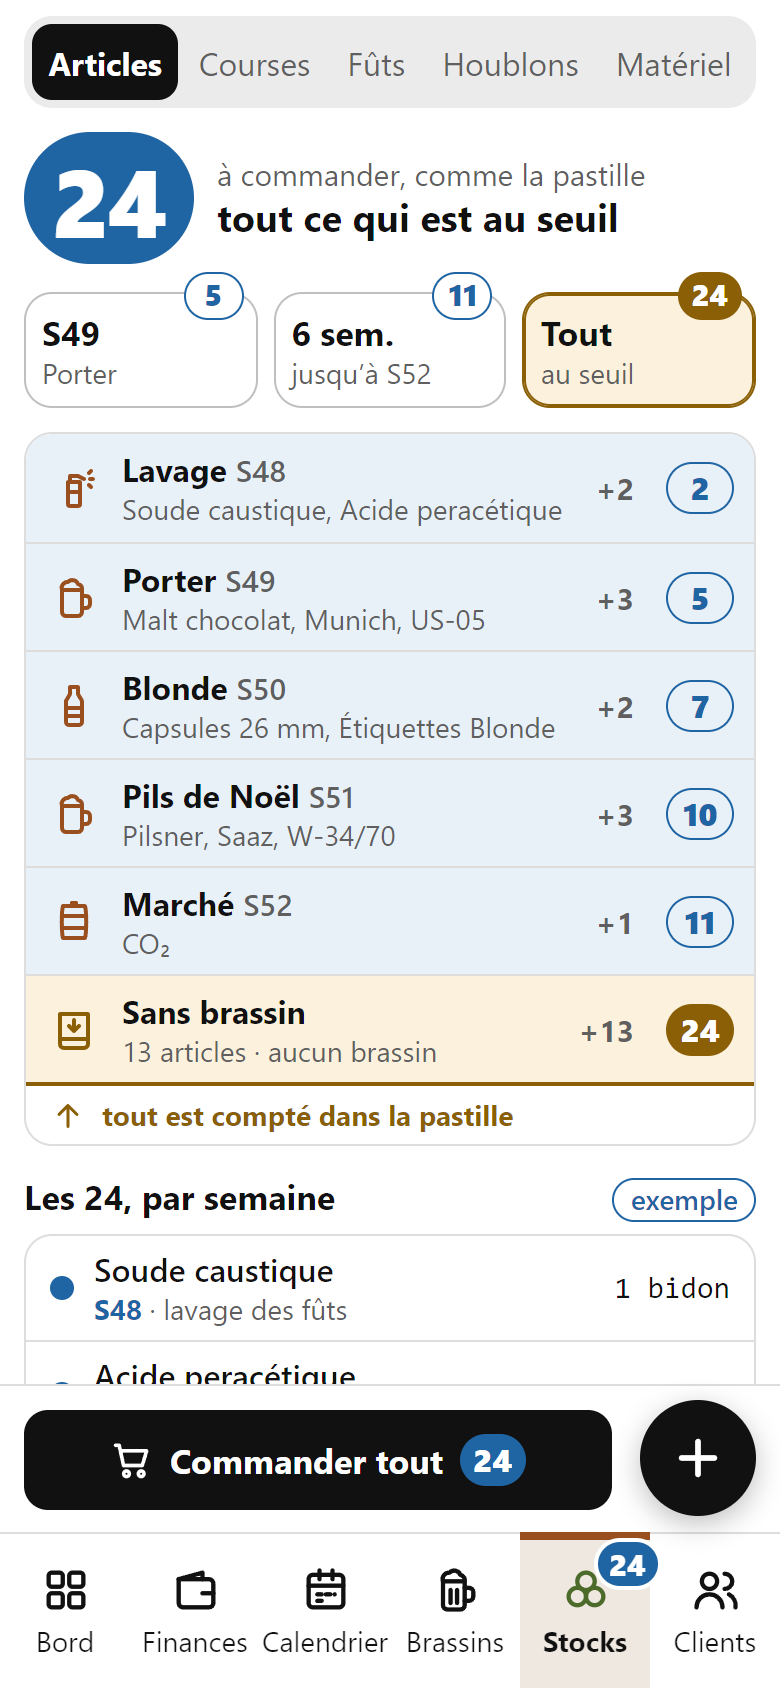 Articles Courses Fûts Houblons Matériel
24
à commander, comme la pastille
tout ce qui est au seuil
5
S49
Porter
11
6 sem.
jusqu’à S52
24
Tout
au seuil
Lavage S48
Soude caustique, Acide peracétique
+2 2
Porter S49
Malt chocolat, Munich, US-05
+3 5
Blonde S50
Capsules 26 mm, Étiquettes Blonde
+2 7
Pils de Noël S51
Pilsner, Saaz, W-34/70
+3 10
Marché S52
CO₂
+1 11
Sans brassin
13 articles · aucun brassin
+13 24
↑ tout est compté dans la pastille
Les 24, par semaine exemple
Soude caustique
S48 · lavage des fûts
1 bidon
Acide peracétique
Commander tout 24
24
Bord Finances Calendrier Brassins Stocks Clients